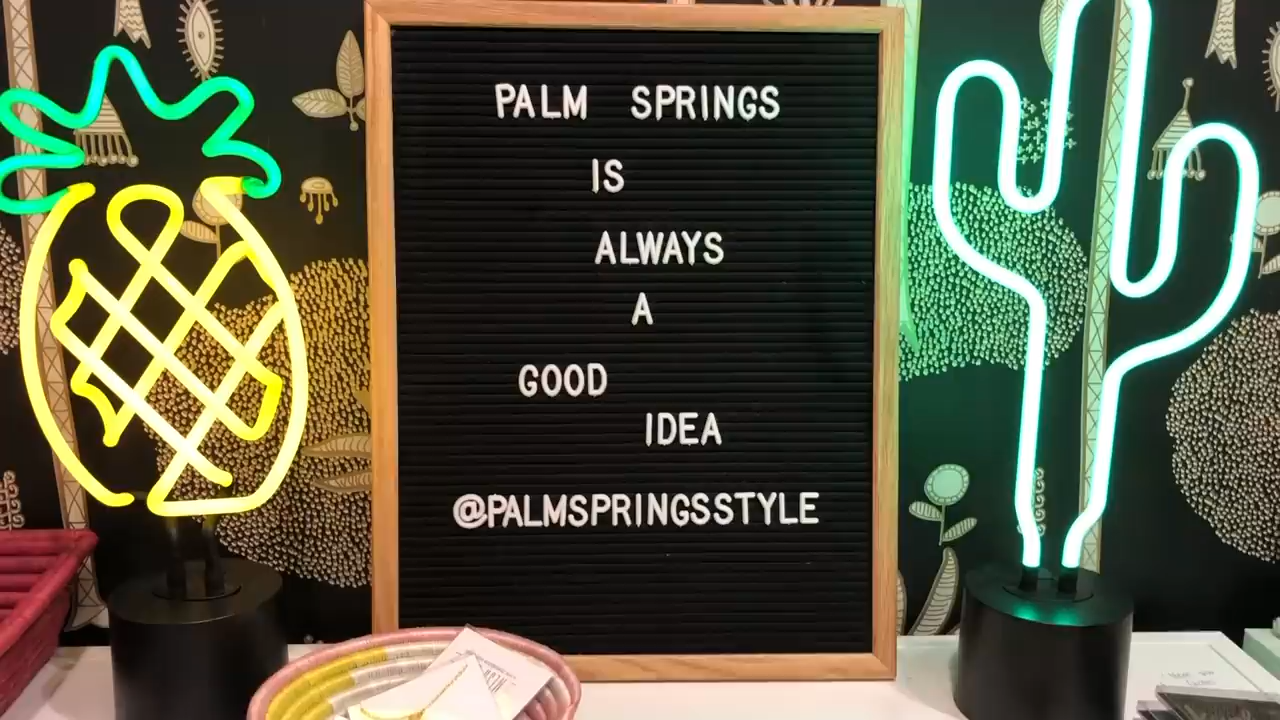 PALM SPRINGS
IS
ALWAYS
A
GOOD
IDEA
@PALMSPRINGSSTYLE